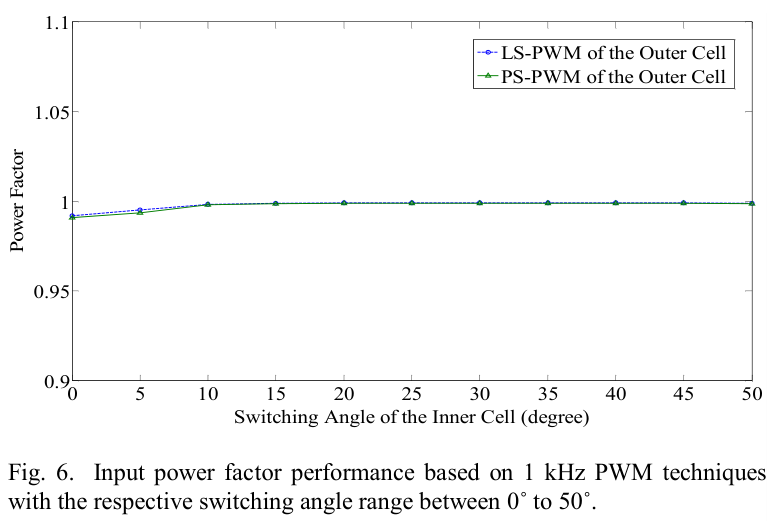 1.1
LS-PWM of the Outer Cell
PS-PWM of the Outer Cell
1.05
Power Factor
1
0.95
0.9
0 5 10 15 20 25 30 35 40 45 50
Switching Angle of the Inner Cell (degree)
Fig. 6. Input power factor performance based on 1 kHz PWM techniques
with the respective switching angle range between 0˚ to 50˚.